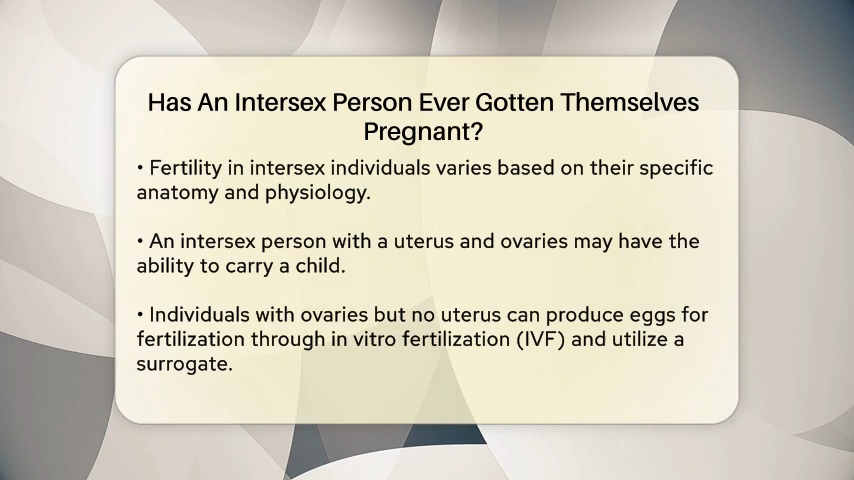 Has An Intersex Person Ever Gotten Themselves
Pregnant?
• Fertility in intersex individuals varies based on their specific
anatomy and physiology.
• An intersex person with a uterus and ovaries may have the
ability to carry a child.
• Individuals with ovaries but no uterus can produce eggs for
fertilization through in vitro fertilization (IVF) and utilize a
surrogate.